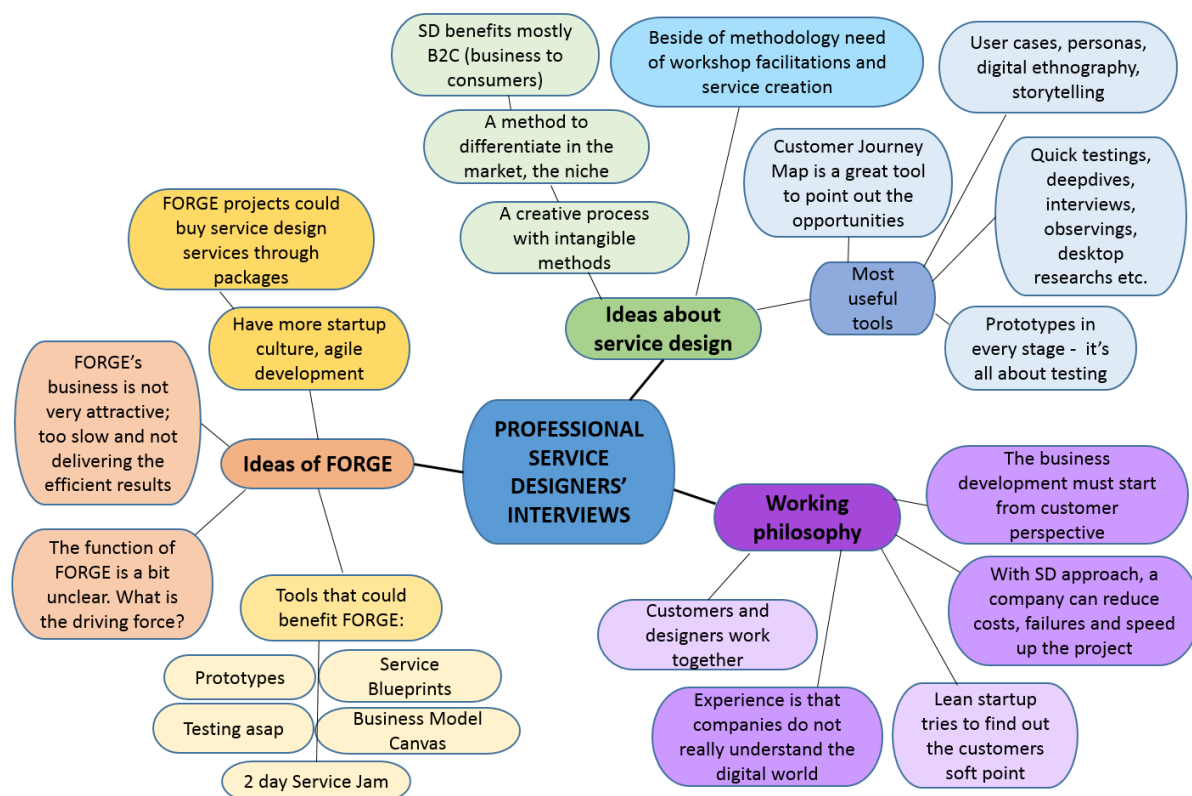 SD benefits mostly
B2C (business to
consumers)
Beside of methodology need
of workshop facilitations and
service creation
User cases, personas,
digital ethnography,
storytelling
A method to
differentiate in the
market, the niche
Customer Journey
Map is a great tool
to point out the
opportunities
Quick testings,
deepdives,
interviews,
observings,
desktop
researchs etc.
A creative process
with intangible
methods
FORGE projects could
buy service design
services through
packages
Most
useful
tools
Ideas about
service design
Prototypes in
every stage - it's
all about testing
Have more startup
culture, agile
development
FORGE's
business is not
very attractive;
too slow and not
delivering the
efficient results
Ideas of FORGE
PROFESSIONAL
SERVICE
DESIGNERS'
INTERVIEWS
Working
philosophy
The business
development must start
from customer
perspective
The function of
FORGE is a bit
unclear. What is
the driving force?
Tools that could
benefit FORGE:
Customers and
designers work
together
With SD approach, a
company can reduce
costs, failures and speed
up the project
Prototypes
Service
Blueprints
Testing asap
Business Model
Canvas
2 day Service Jam
Experience is that
companies do not
really understand the
digital world
Lean startup
tries to find out
the customers
soft point